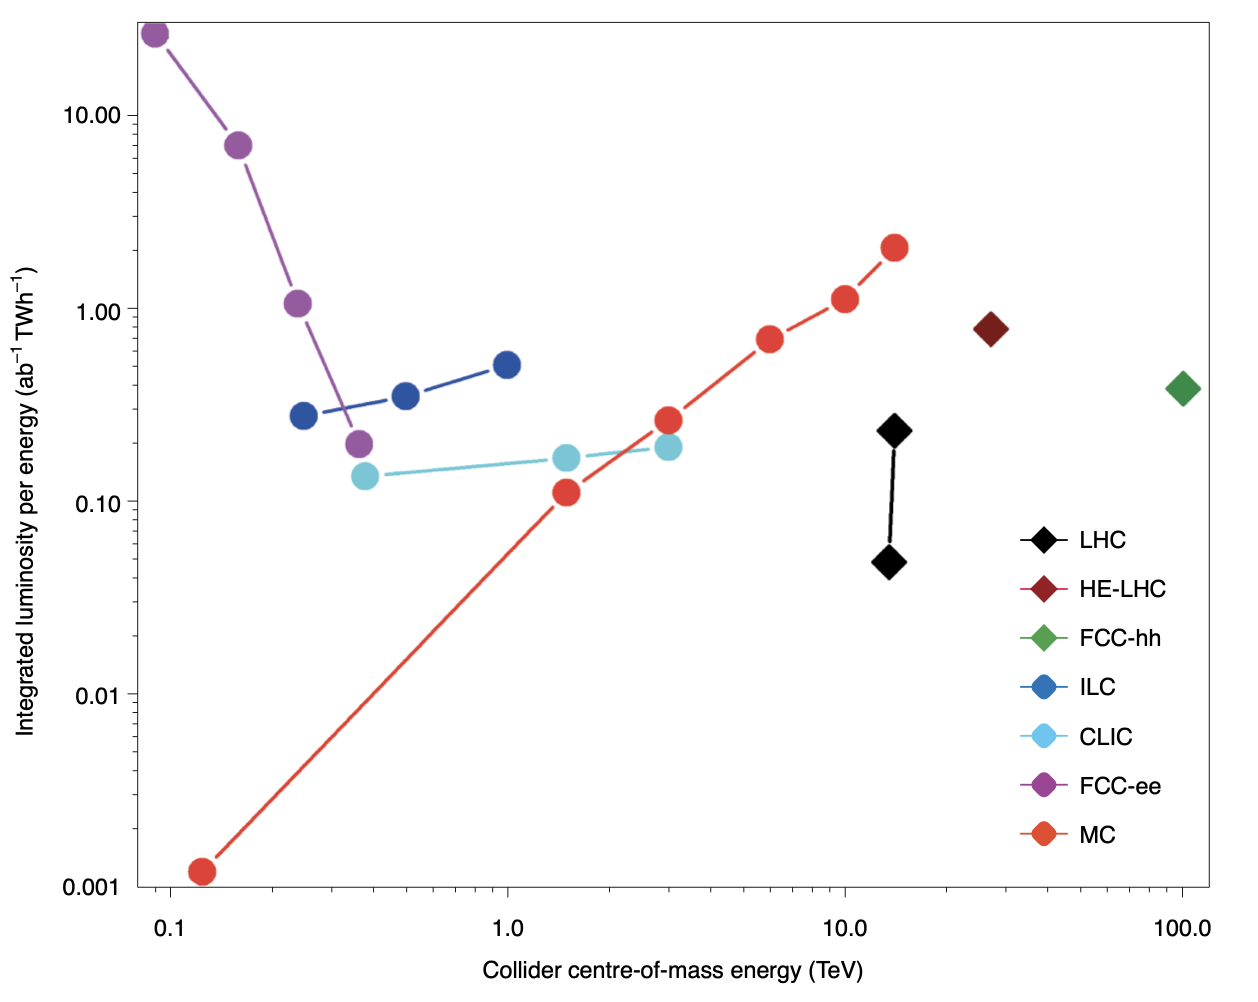 Integrated luminosity per energy (ab⁻¹ TWh⁻¹)
10.00
1.00
0.10
0.01
0.001
0.1
1.0
10.0
100.0
Collider centre-of-mass energy (TeV)
LHC
HE-LHC
FCC-hh
ILC
CLIC
FCC-ee
MC